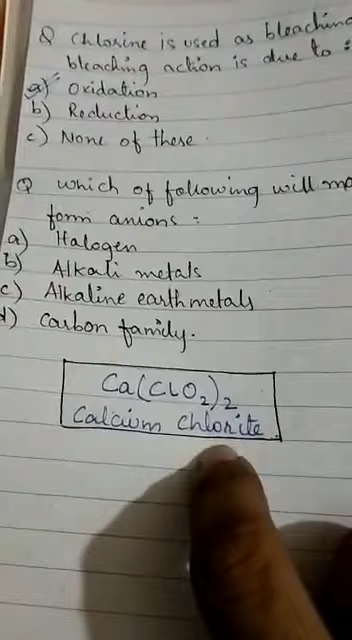 Q Chlorine is used as bleaching
bleaching action is due to :
a) Oxidation
b) Reduction
c) None of these.
Q which of following will
form anions :
a) Halogen
b) Alkali metals
c) Alkaline earth metals
d) Carbon family.
Ca(ClO2)2
Calcium Chlorite